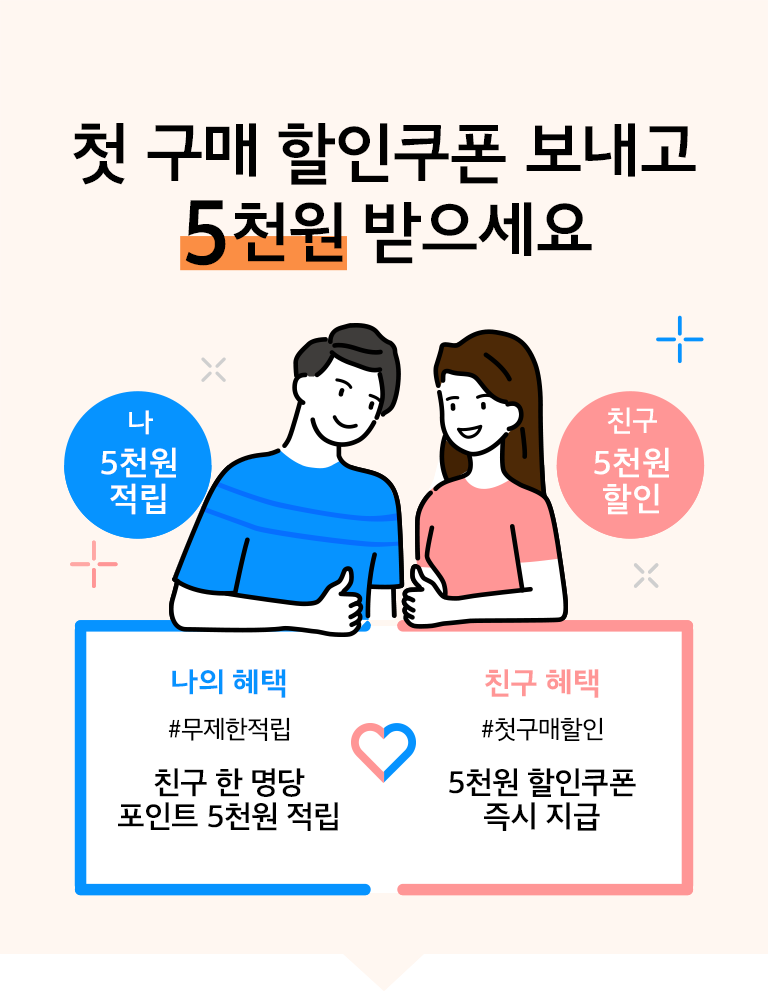 첫 구매 할인쿠폰 보내고
5천원 받으세요
나
5천원
적립
친구
5천원
할인
나의 혜택
#무제한적립
친구 한 명당
포인트 5천원 적립
친구 혜택
#첫구매할인
5천원 할인쿠폰
즉시 지급